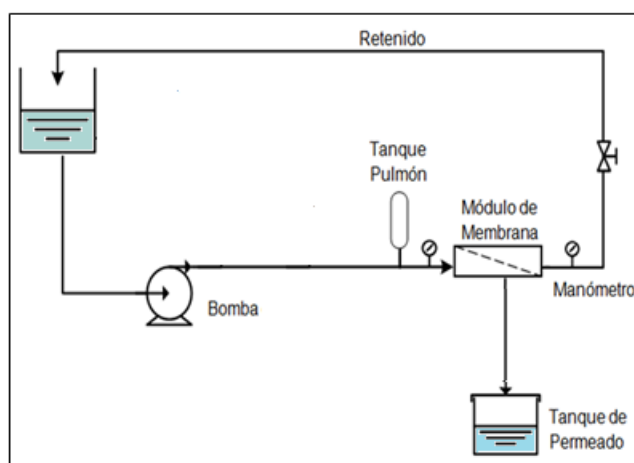 Retenido
Tanque
Pulmón
Módulo de
Membrana
Bomba
Manómetro
Tanque de
Permeado